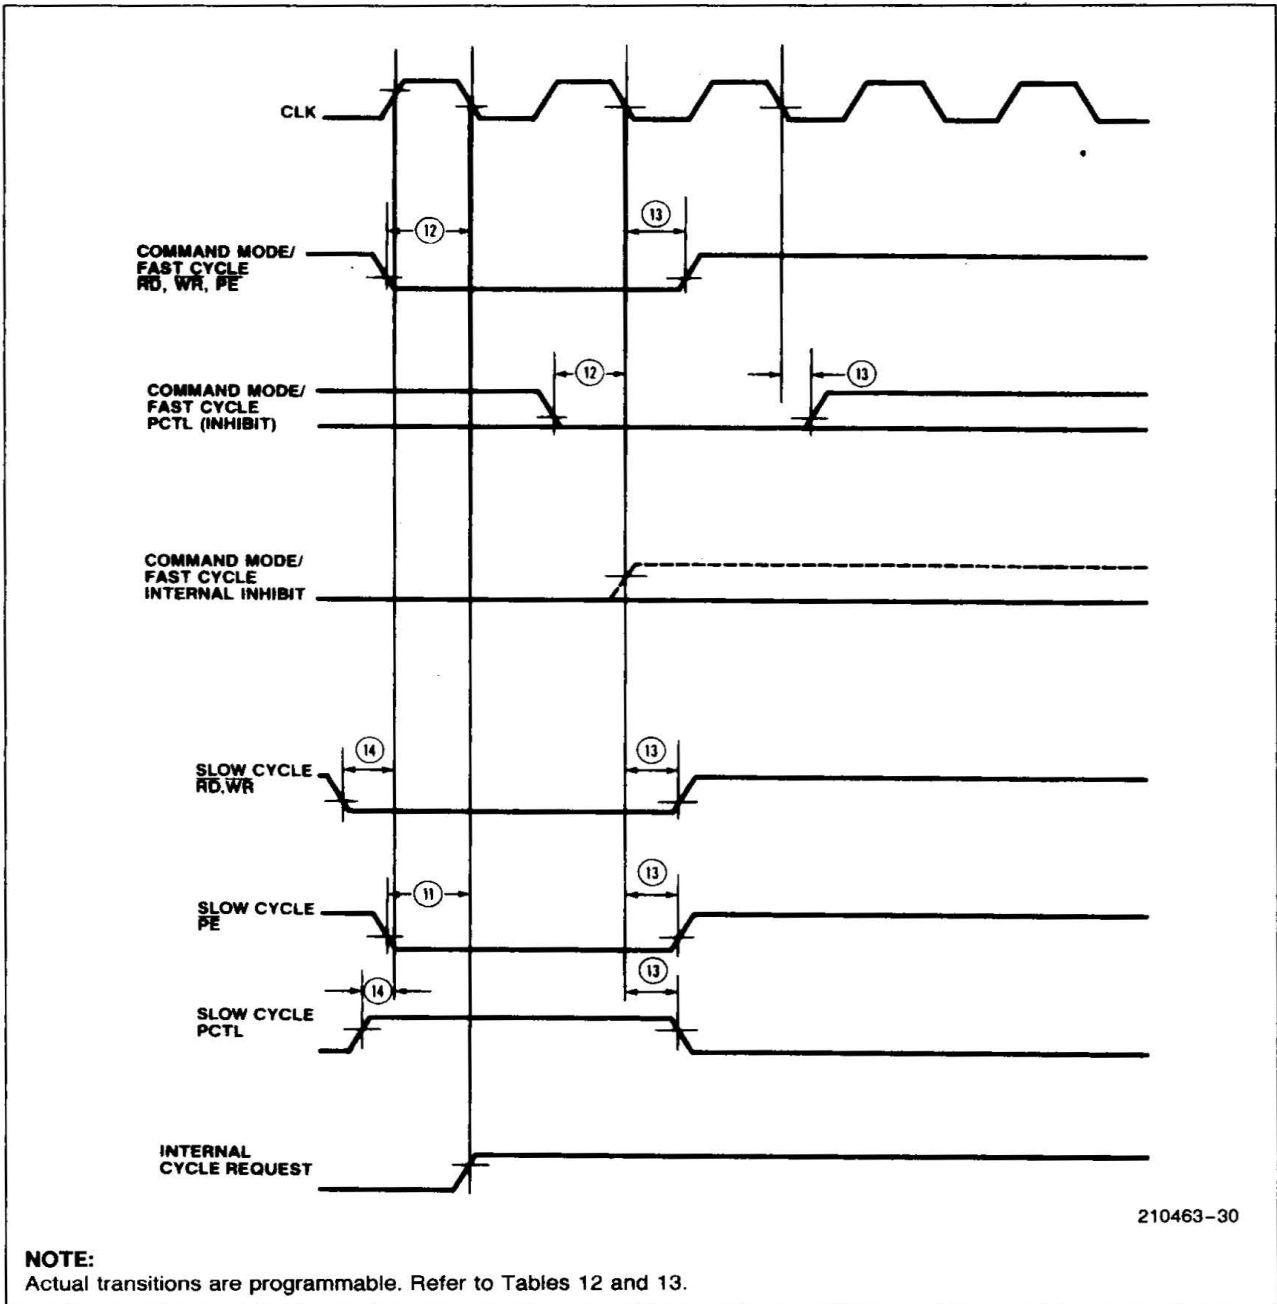 CLK
12
13
COMMAND MODE/
FAST CYCLE
RD, WR, PE
12
13
COMMAND MODE/
FAST CYCLE
PCTL (INHIBIT)
COMMAND MODE/
FAST CYCLE
INTERNAL INHIBIT
14
13
SLOW CYCLE
RD,WR
11
13
SLOW CYCLE
PE
14
13
SLOW CYCLE
PCTL
INTERNAL
CYCLE REQUEST
210463–30
NOTE:
Actual transitions are programmable. Refer to Tables 12 and 13.